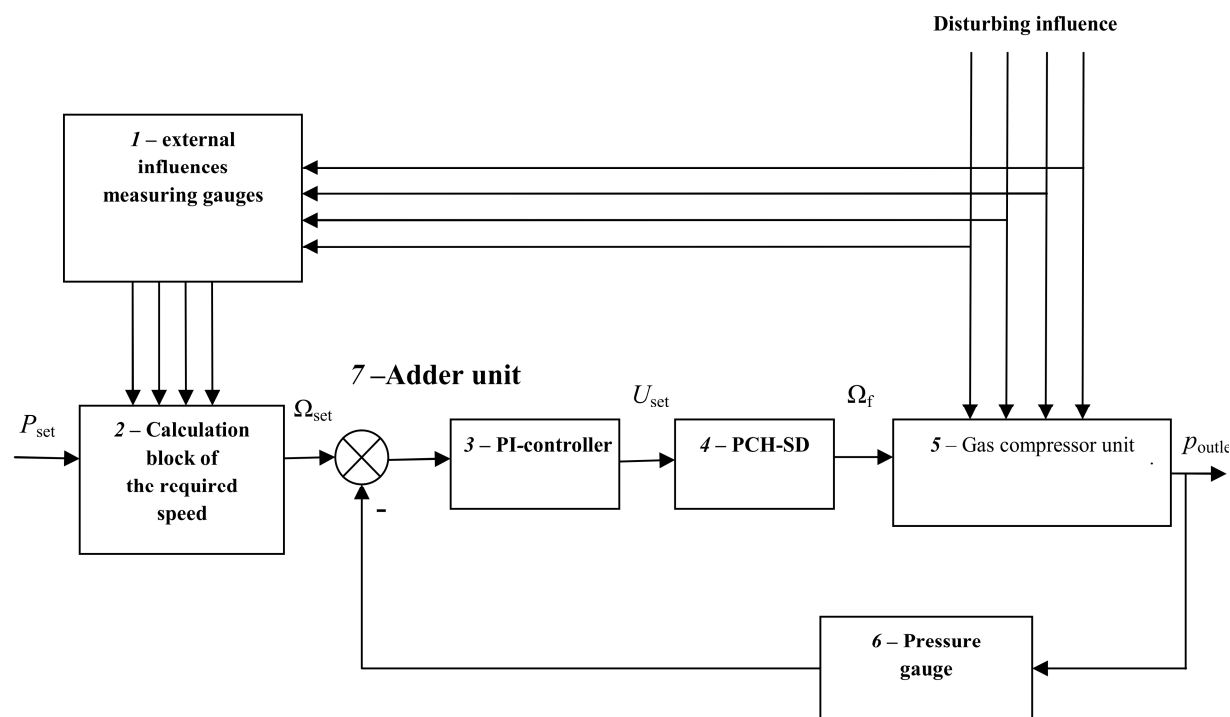 Disturbing influence
1 – external
influences
measuring gauges
7 –Adder unit
P_set
2 – Calculation
block of
the required
speed
Ω_set
3 – PI-controller
U_set
4 – PCH-SD
Ω_f
5 – Gas compressor unit
.
p_outle
-
6 – Pressure
gauge